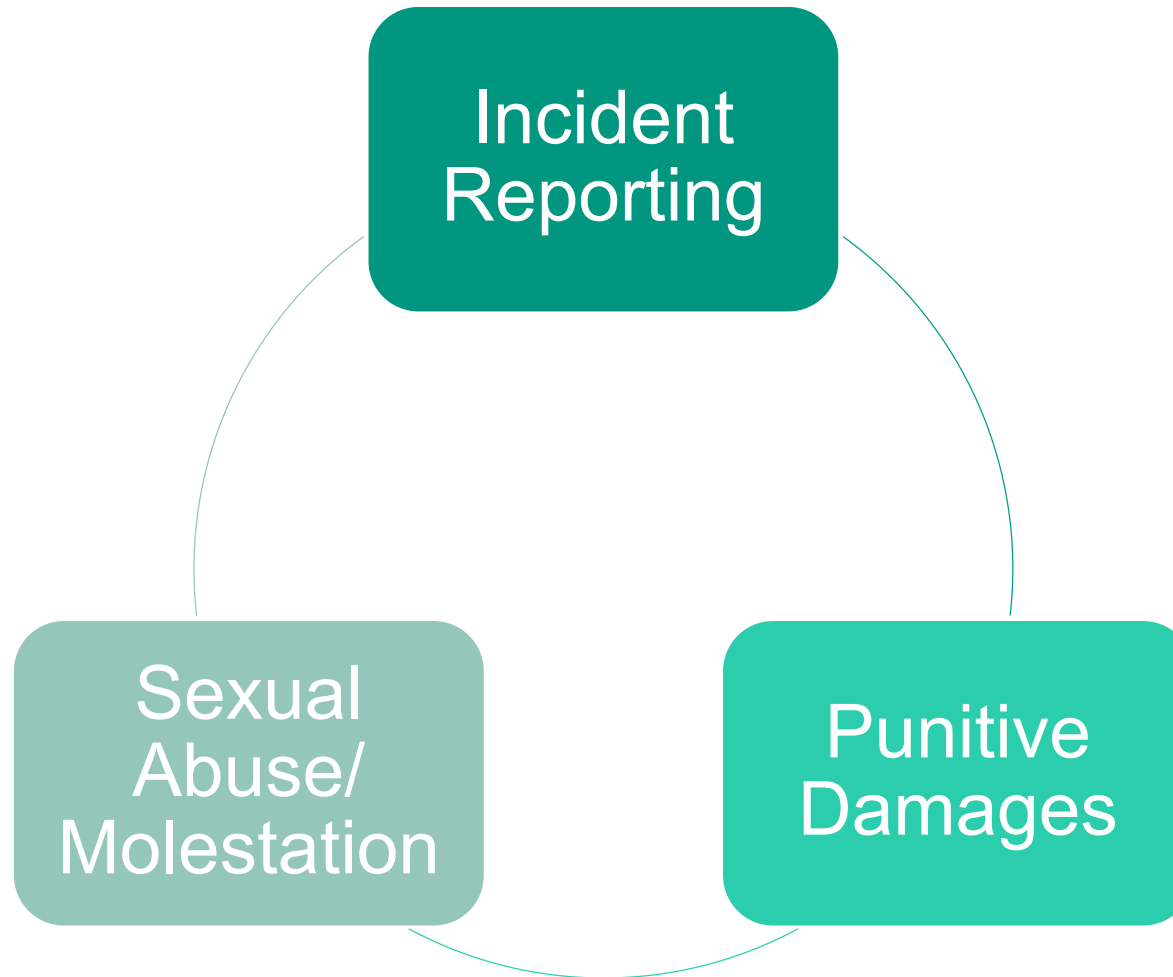 Incident
Reporting
Sexual
Abuse/
Molestation
Punitive
Damages